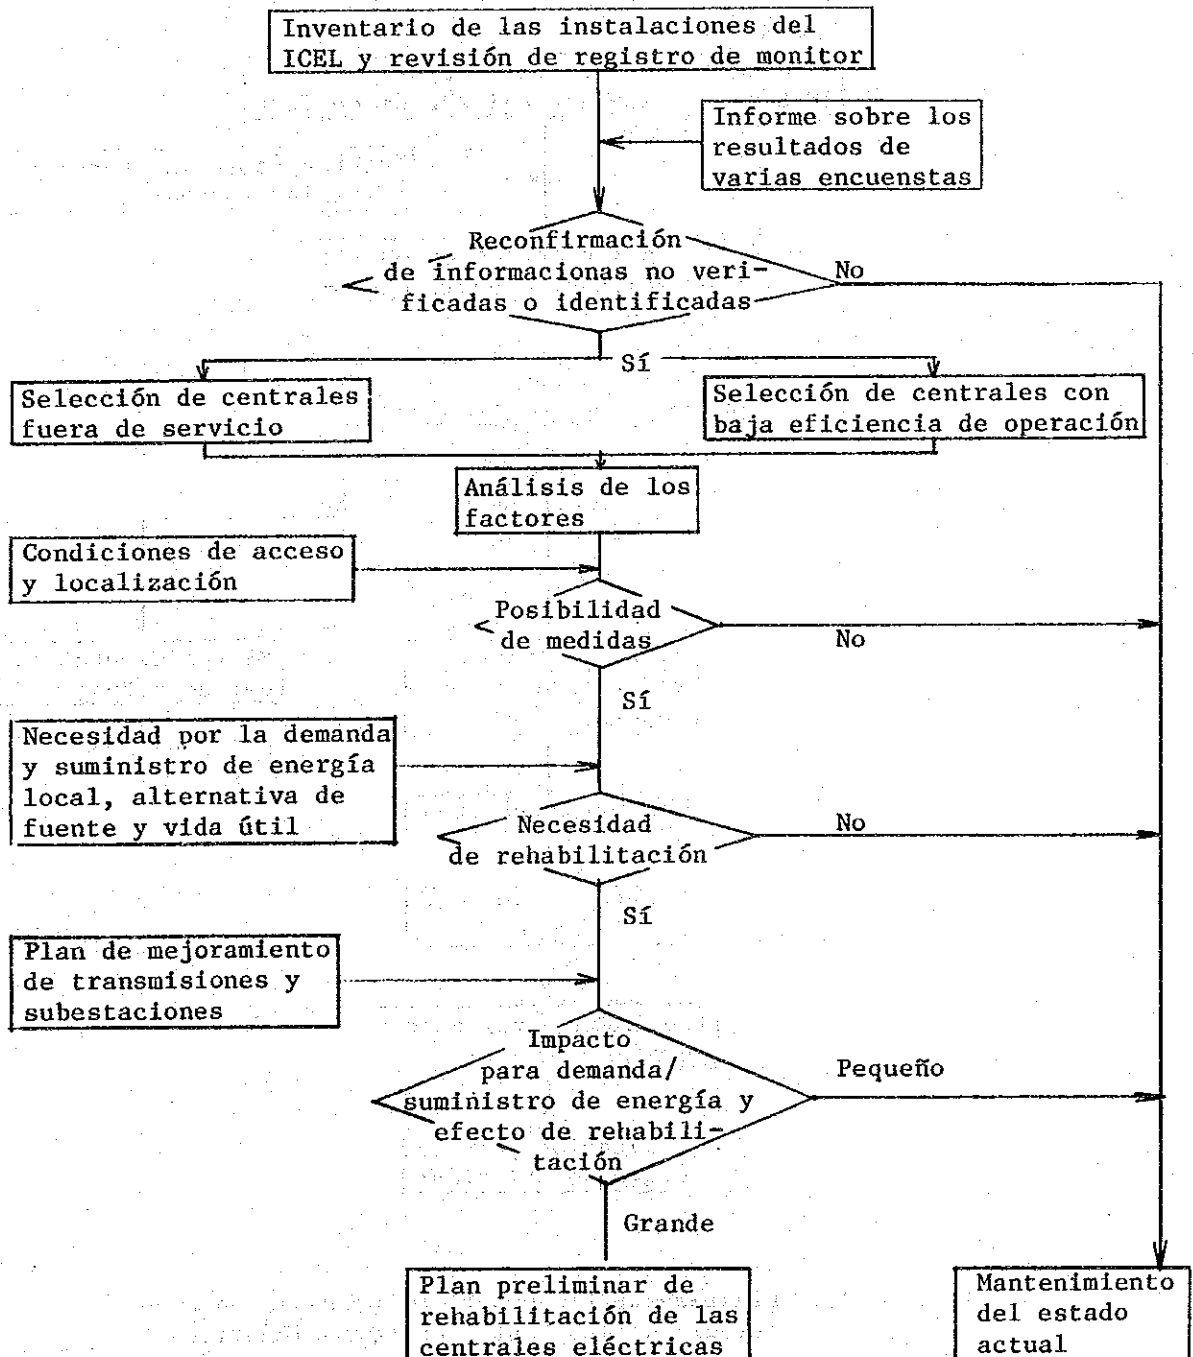 Inventario de las instalaciones del
ICEL y revisión de registro de monitor
Informe sobre los
resultados de
varias encuenstas
Reconfirmación
de informacionas no veri-
ficadas o identificadas
No
Sí
Selección de centrales
fuera de servicio
Selección de centrales con
baja eficiencia de operación
Análisis de los
factores
Condiciones de acceso
y localización
Posibilidad
de medidas
No
Sí
Necesidad por la demanda
y suministro de energía
local, alternativa de
fuente y vida útil
Necesidad
de rehabilitación
No
Sí
Plan de mejoramiento
de transmisiones y
subestaciones
Impacto
para demanda/
suministro de energía y
efecto de rehabili-
tación
Pequeño
Grande
Plan preliminar de
rehabilitación de las
centrales eléctricas
Mantenimiento
del estado
actual